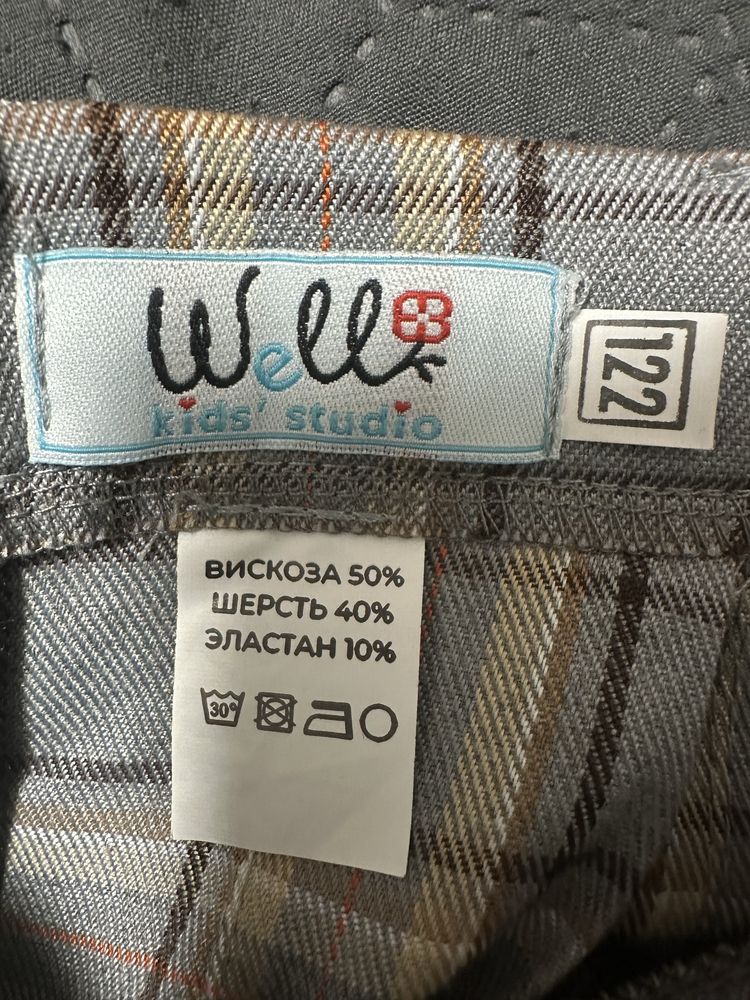 Well
kids' studio
122
ВИСКОЗА 50%
ШЕРСТЬ 40%
ЭЛАСТАН 10%
30°